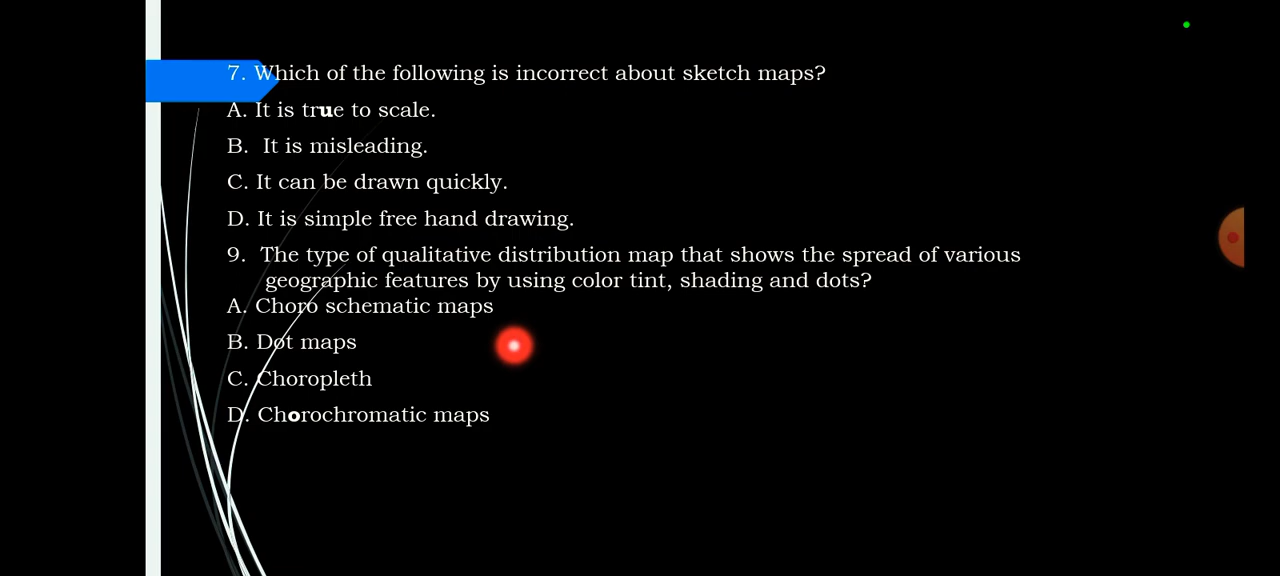 7. Which of the following is incorrect about sketch maps?
A. It is true to scale.
B. It is misleading.
C. It can be drawn quickly.
D. It is simple free hand drawing.
9. The type of qualitative distribution map that shows the spread of various
geographic features by using color tint, shading and dots?
A. Choro schematic maps
B. Dot maps
C. Choropleth
D. Chorochromatic maps